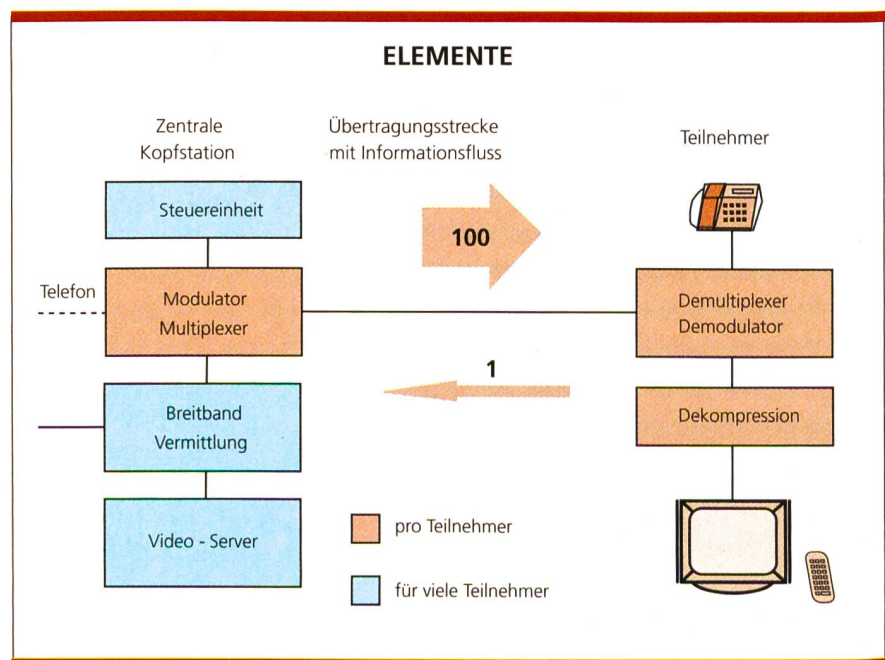 ELEMENTE
Zentrale
Kopfstation
Übertragungsstrecke
mit Informationsfluss
Teilnehmer
Steuereinheit
100
Telefon
Modulator
Multiplexer
Demultiplexer
Demodulator
1
Breitband
Vermittlung
Dekompression
Video - Server
pro Teilnehmer
für viele Teilnehmer